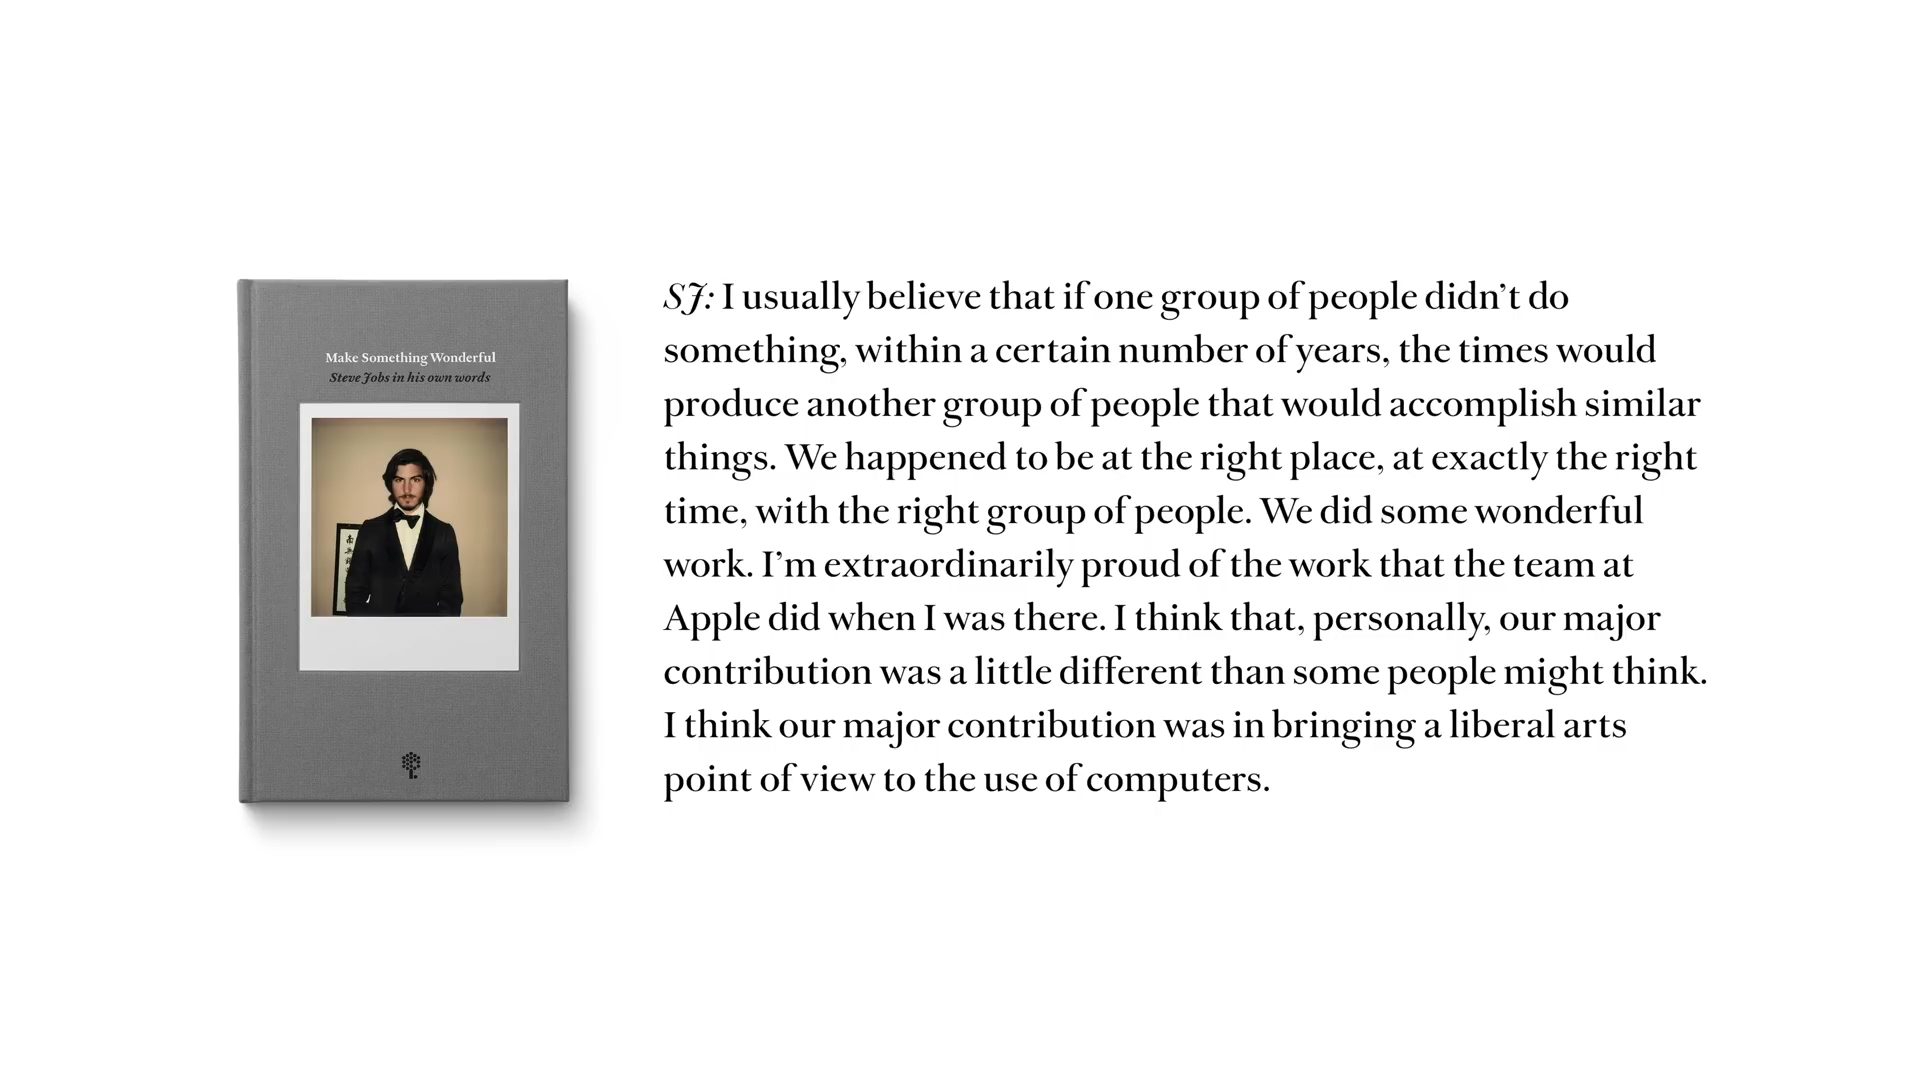 Make Something Wonderful
Steve Jobs in his own words
SJ: I usually believe that if one group of people didn’t do
something, within a certain number of years, the times would
produce another group of people that would accomplish similar
things. We happened to be at the right place, at exactly the right
time, with the right group of people. We did some wonderful
work. I’m extraordinarily proud of the work that the team at
Apple did when I was there. I think that, personally, our major
contribution was a little different than some people might think.
I think our major contribution was in bringing a liberal arts
point of view to the use of computers.